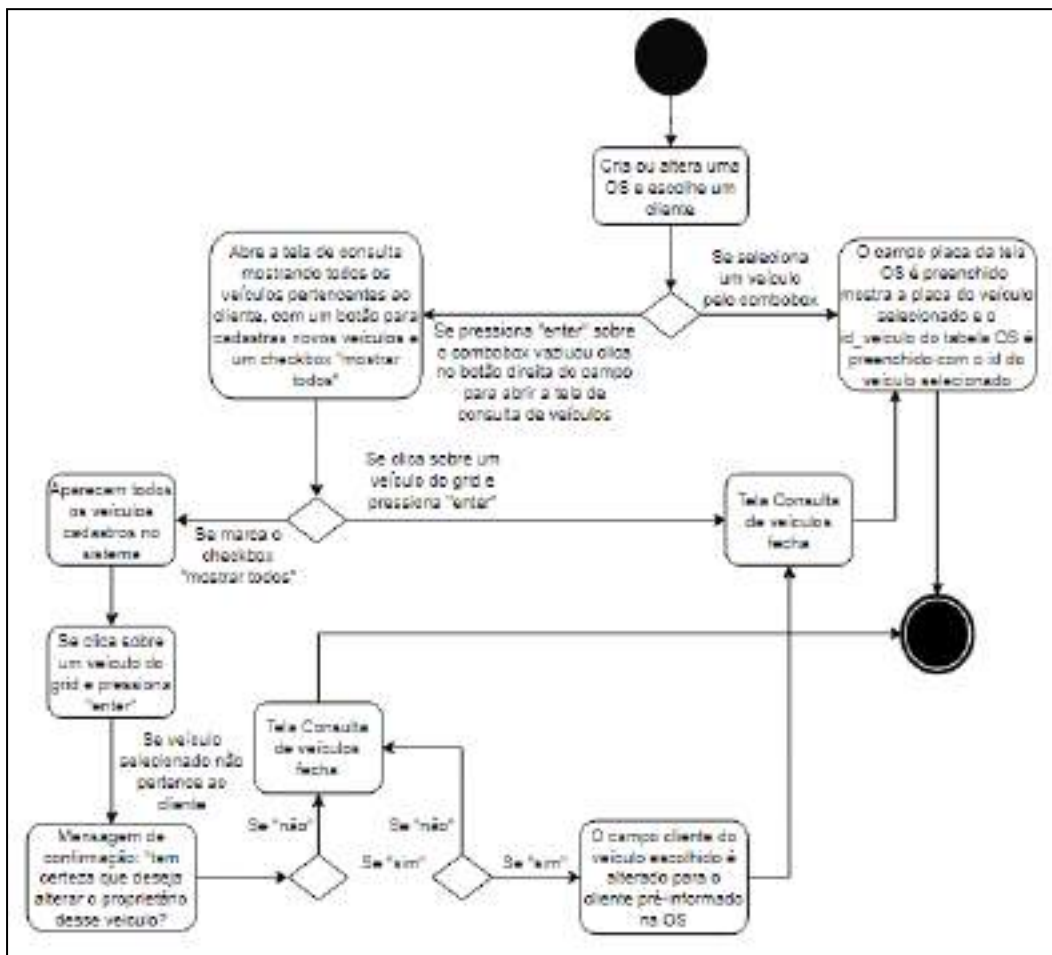 Cria ou altera uma
OS e escolhe um
cliente
Abre a tela de consulta
mostrando todos os
veículos pertencentes ao
cliente, com um botão para
cadastras novos veículos e
um checkbox "mostrar
todos"
Se seleciona
um veículo
pelo combobox
O campo placa da tela
OS é preenchido
mostra a placa do veículo
selecionado e o
id_veiculo do tabela OS é
preenchido com o id do
veículo selecionado
Se pressiona "enter" sobre
o combobox vazio ou clica
no botão direita do campo
para abrir a tela de
consulta de veículos
Se clica sobre um
veículo do grid e
pressiona "enter"
Aparecem todos
os veículos
cadastros no
sistema
Se marca o
checkbox
"mostrar todos"
Tela Consulta
de veículos
fecha
Se clica sobre
um veículo do
grid e pressiona
"enter"
Se veículo
selecionado não
pertence ao
cliente
Tela Consulta
de veículos
fecha
Mensagem de
confirmação: "tem
certeza que deseja
alterar o proprietário
desse veículo?
Se "não"
Se "sim"
Se "não"
Se "sim"
O campo cliente do
veículo escolhido é
alterado para o
cliente pré-informado
na OS